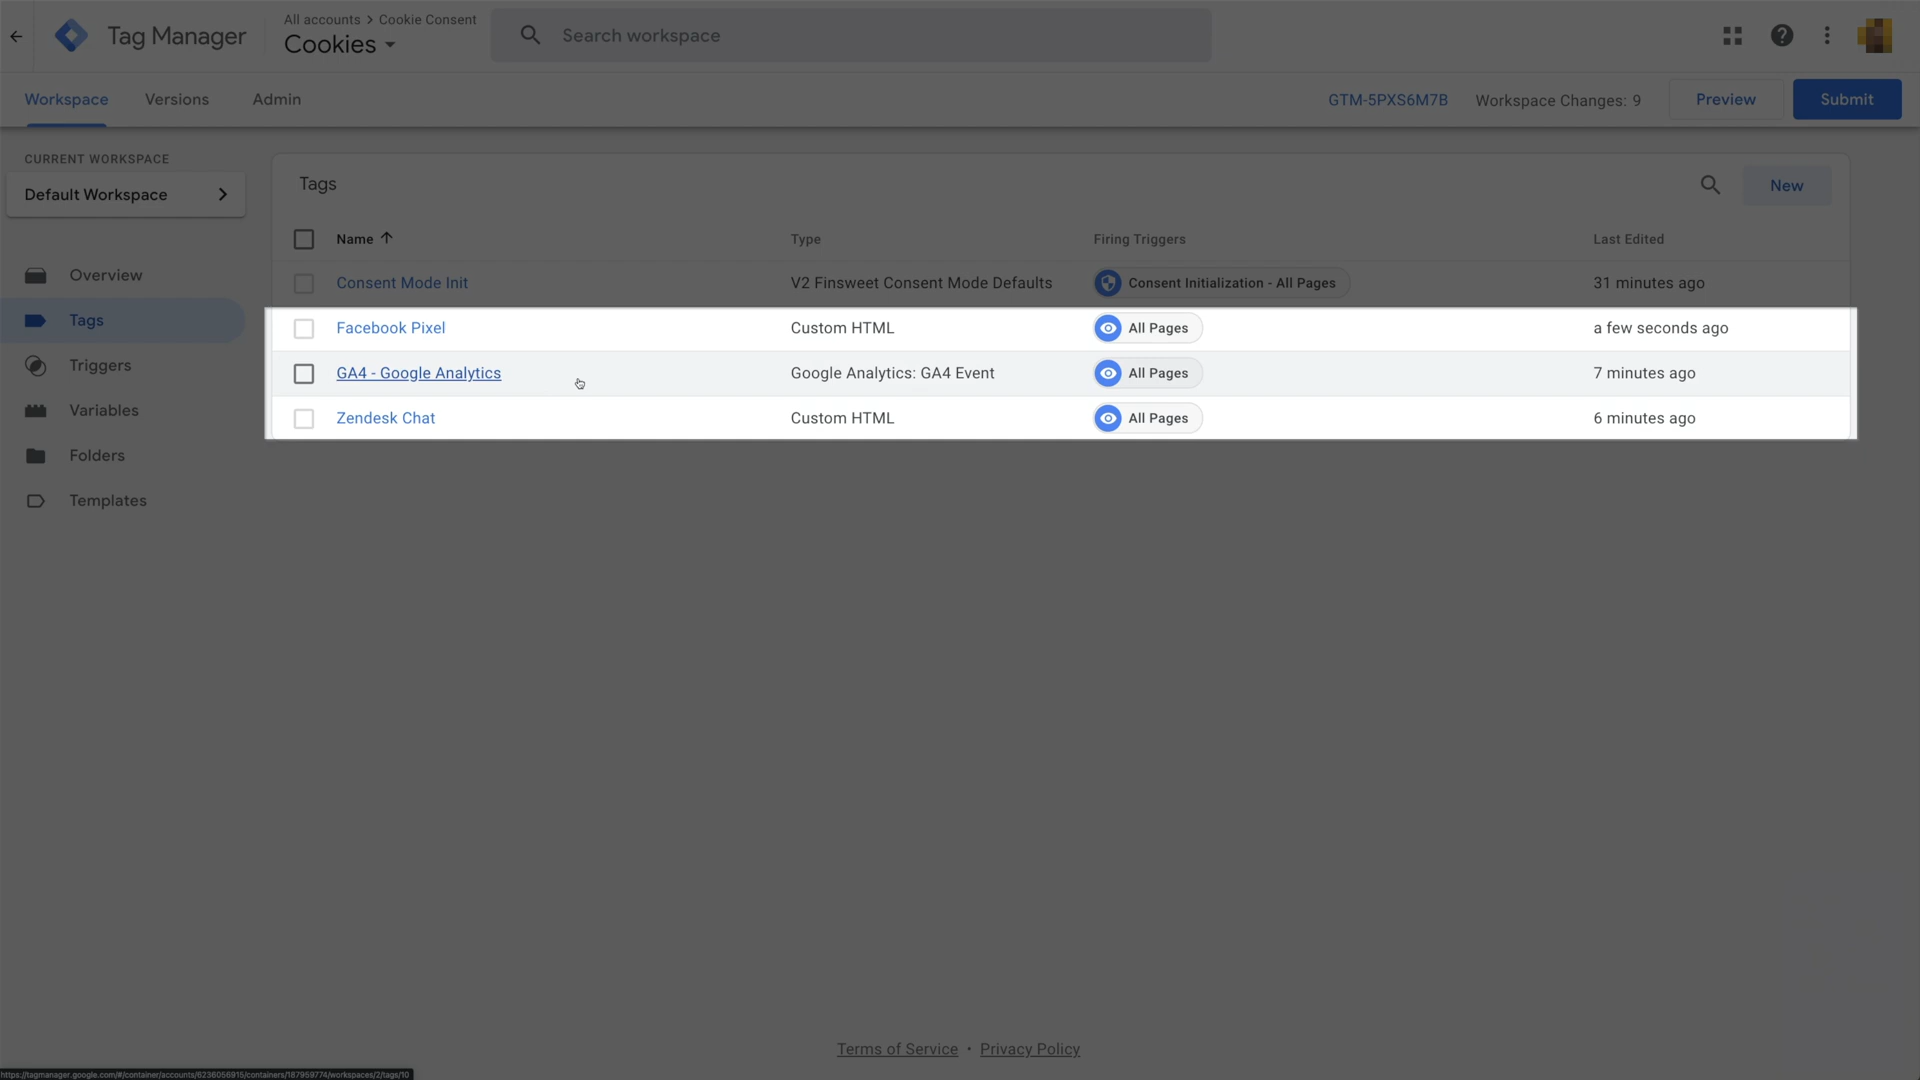 Tag Manager
All accounts > Cookie Consent
Cookies
Search workspace
Workspace
Versions
Admin
GTM-5PXS6M7B
Workspace Changes: 9
Preview
Submit
CURRENT WORKSPACE
Default Workspace
Overview
Tags
Triggers
Variables
Folders
Templates
Tags
New
Name Type Firing Triggers Last Edited
Consent Mode Init V2 Finsweet Consent Mode Defaults Consent Initialization - All Pages 31 minutes ago
Facebook Pixel Custom HTML All Pages a few seconds ago
GA4 - Google Analytics Google Analytics: GA4 Event All Pages 7 minutes ago
Zendesk Chat Custom HTML All Pages 6 minutes ago
Terms of Service • Privacy Policy
https://tagmanager.google.com/#/container/accounts/6236056915/containers/187959774/workspaces/2/tags/10